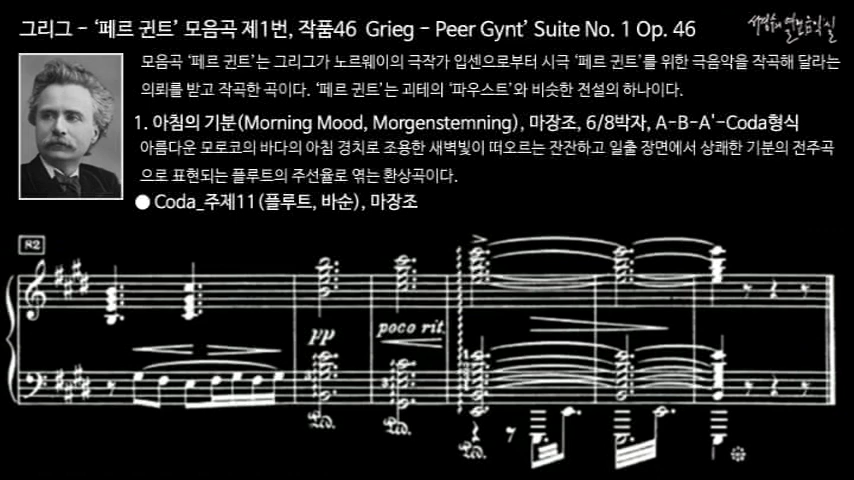 그리그 - ‘페르 귄트’ 모음곡 제1번, 작품46 Grieg - Peer Gynt’ Suite No. 1 Op. 46
모음곡 ‘페르 귄트’는 그리그가 노르웨이의 극작가 입센으로부터 시극 ‘페르 귄트’를 위한 극음악을 작곡해 달라는
의뢰를 받고 작곡한 곡이다. ‘페르 귄트’는 괴테의 ‘파우스트’와 비슷한 전설의 하나이다.
1. 아침의 기분(Morning Mood, Morgenstemning), 마장조, 6/8박자, A-B-A'-Coda형식
아름다운 모로코의 바다의 아침 경치로 조용한 새벽빛이 떠오르는 잔잔하고 일출 장면에서 상쾌한 기분의 전주곡
으로 표현되는 플루트의 주선율로 엮는 환상곡이다.
● Coda_주제11(플루트, 바순), 마장조
82
pp
poco rit.
Ped.
Ped.
Ped.